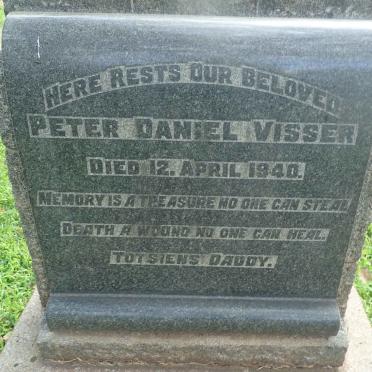 Here Rests Our Beloved
Peter Daniel Visser
Died 12. April 1940.
Memory is a treasure no one can steal
Death a wound no one can heal.
Totsiens Daddy.